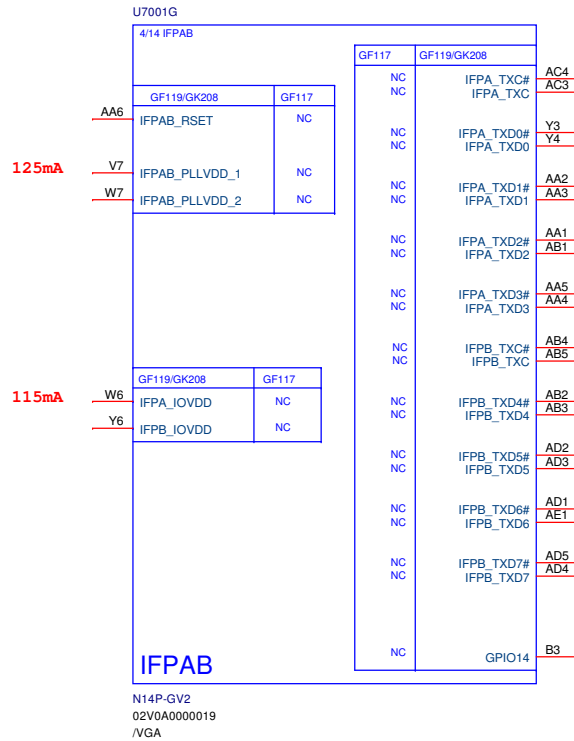 U7001G
4/14 IFPAB
GF117 GF119/GK208
NC IFPA_TXC# AC4
NC IFPA_TXC AC3
GF119/GK208 GF117
AA6 IFPAB_RSET NC
NC IFPA_TXD0# Y3
NC IFPA_TXD0 Y4
125mA V7 IFPAB_PLLVDD_1 NC
W7 IFPAB_PLLVDD_2 NC
NC IFPA_TXD1# AA2
NC IFPA_TXD1 AA3
NC IFPA_TXD2# AA1
NC IFPA_TXD2 AB1
NC IFPA_TXD3# AA5
NC IFPA_TXD3 AA4
NC IFPB_TXC# AB4
NC IFPB_TXC AB5
GF119/GK208 GF117
115mA W6 IFPA_IOVDD NC
Y6 IFPB_IOVDD NC
NC IFPB_TXD4# AB2
NC IFPB_TXD4 AB3
NC IFPB_TXD5# AD2
NC IFPB_TXD5 AD3
NC IFPB_TXD6# AD1
NC IFPB_TXD6 AE1
NC IFPB_TXD7# AD5
NC IFPB_TXD7 AD4
NC GPIO14 B3
IFPAB
N14P-GV2
02V0A0000019
/VGA